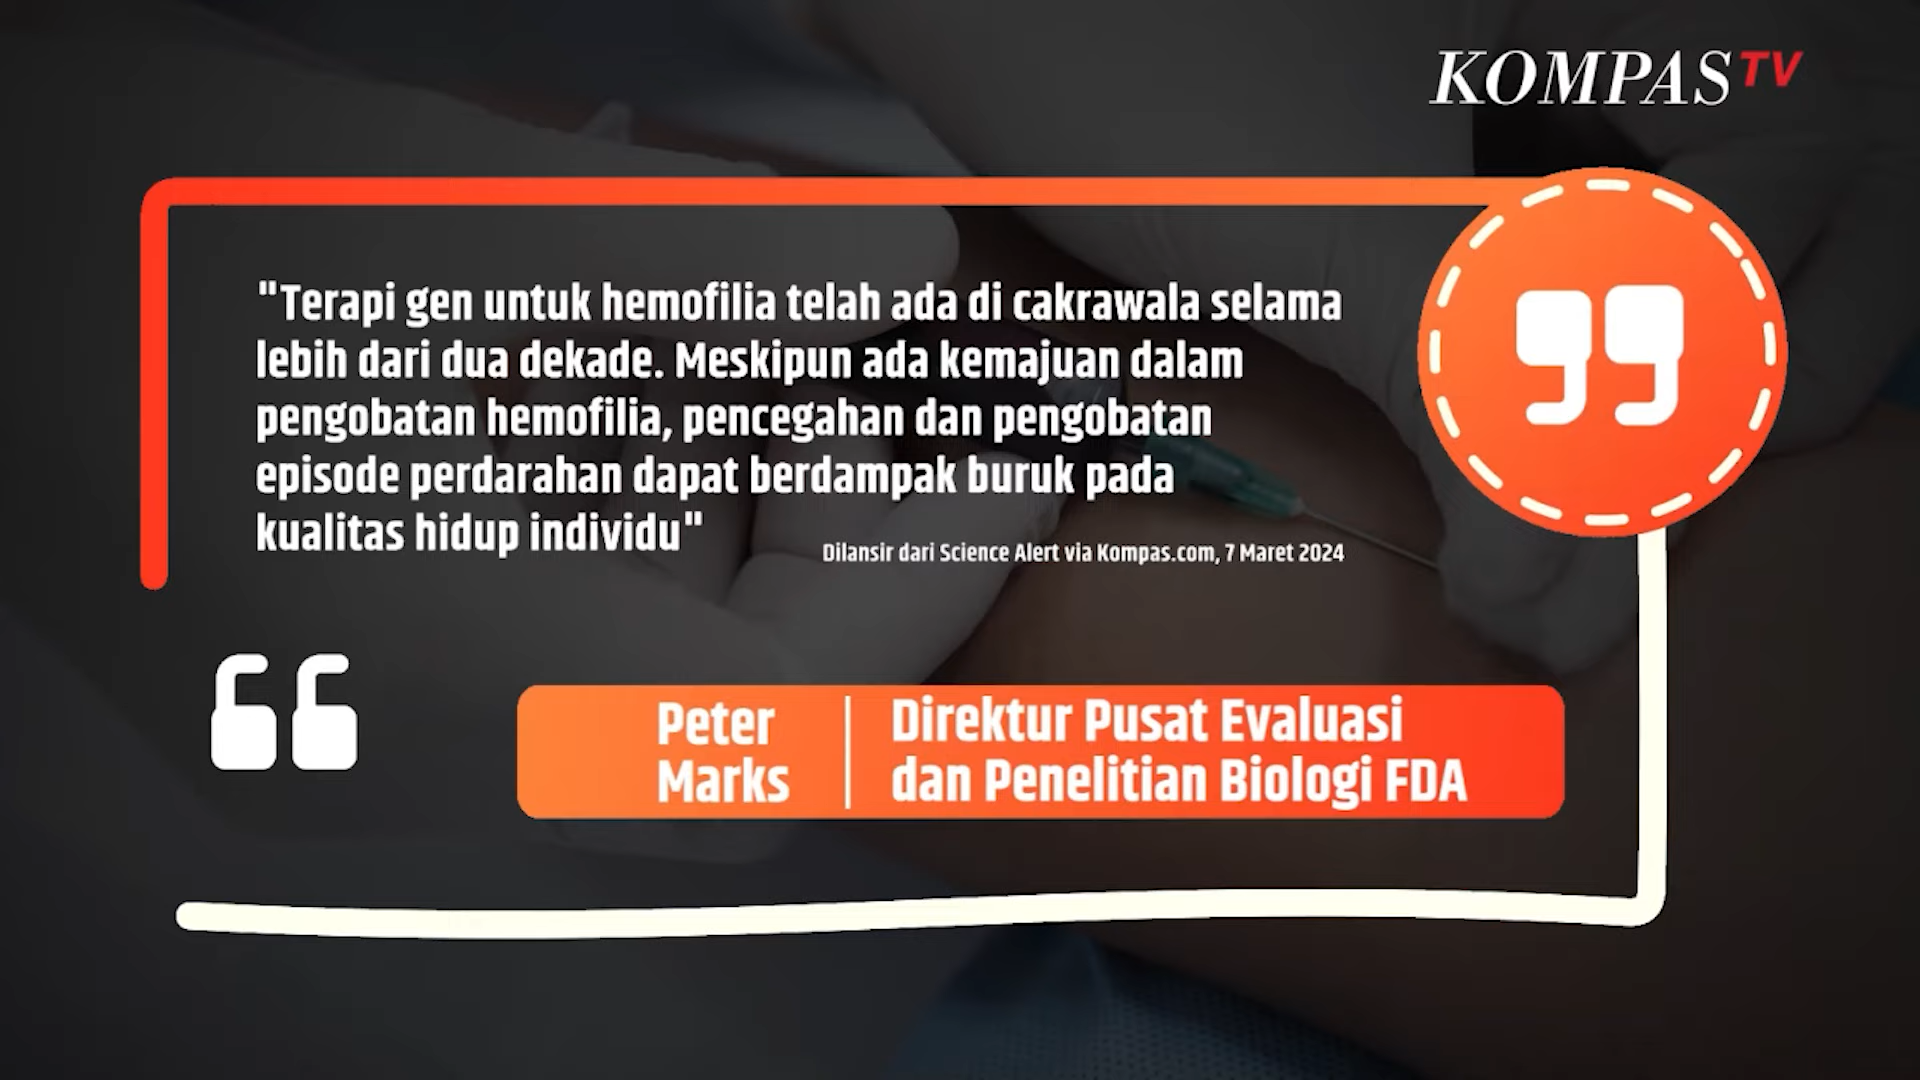 KOMPAS TV
"Terapi gen untuk hemofilia telah ada di cakrawala selama
lebih dari dua dekade. Meskipun ada kemajuan dalam
pengobatan hemofilia, pencegahan dan pengobatan
episode perdarahan dapat berdampak buruk pada
kualitas hidup individu"
Dilansir dari Science Alert via Kompas.com, 7 Maret 2024
Peter
Marks
Direktur Pusat Evaluasi
dan Penelitian Biologi FDA